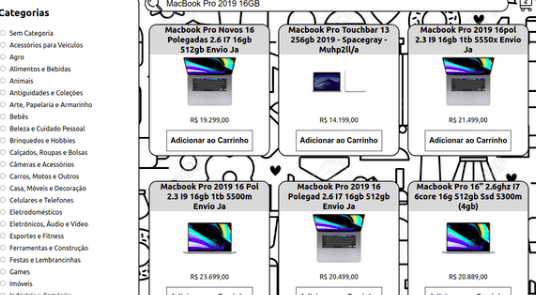 MacBook Pro 2019 16GB
Categorias
Sem Categoria
Acessórios para Veículos
Agro
Alimentos e Bebidas
Animais
Antiguidades e Coleções
Arte, Papelaria e Armarinho
Bebês
Beleza e Cuidado Pessoal
Brinquedos e Hobbies
Calçados, Roupas e Bolsas
Câmeras e Acessórios
Carros, Motos e Outros
Casa, Móveis e Decoração
Celulares e Telefones
Eletrodomésticos
Eletrônicos, Áudio e Vídeo
Esportes e Fitness
Ferramentas e Construção
Festas e Lembrancinhas
Games
Imóveis
Macbook Pro Novos 16
Polegadas 2.6 I7 16gb
512gb Envio Ja
R$ 19.299,00
Adicionar ao Carrinho
Macbook Pro Touchbar 13
256gb 2019 - Spacegray -
Muhp2ll/a
R$ 14.199,00
Adicionar ao Carrinho
Macbook Pro 2019 16pol
2.3 I9 16gb 1tb 5550x Envio
Ja
R$ 21.499,00
Adicionar ao Carrinho
Macbook Pro 2019 16 Pol
2.3 I9 16gb 1tb 5500m
Envio Ja
R$ 23.699,00
Macbook Pro 2019 16
Polegad 2.6 I7 16gb 512gb
Envio Ja
R$ 20.499,00
Macbook Pro 16" 2.6ghz I7
6core 16g 512gb Ssd 5300m
(4gb)
R$ 20.889,00